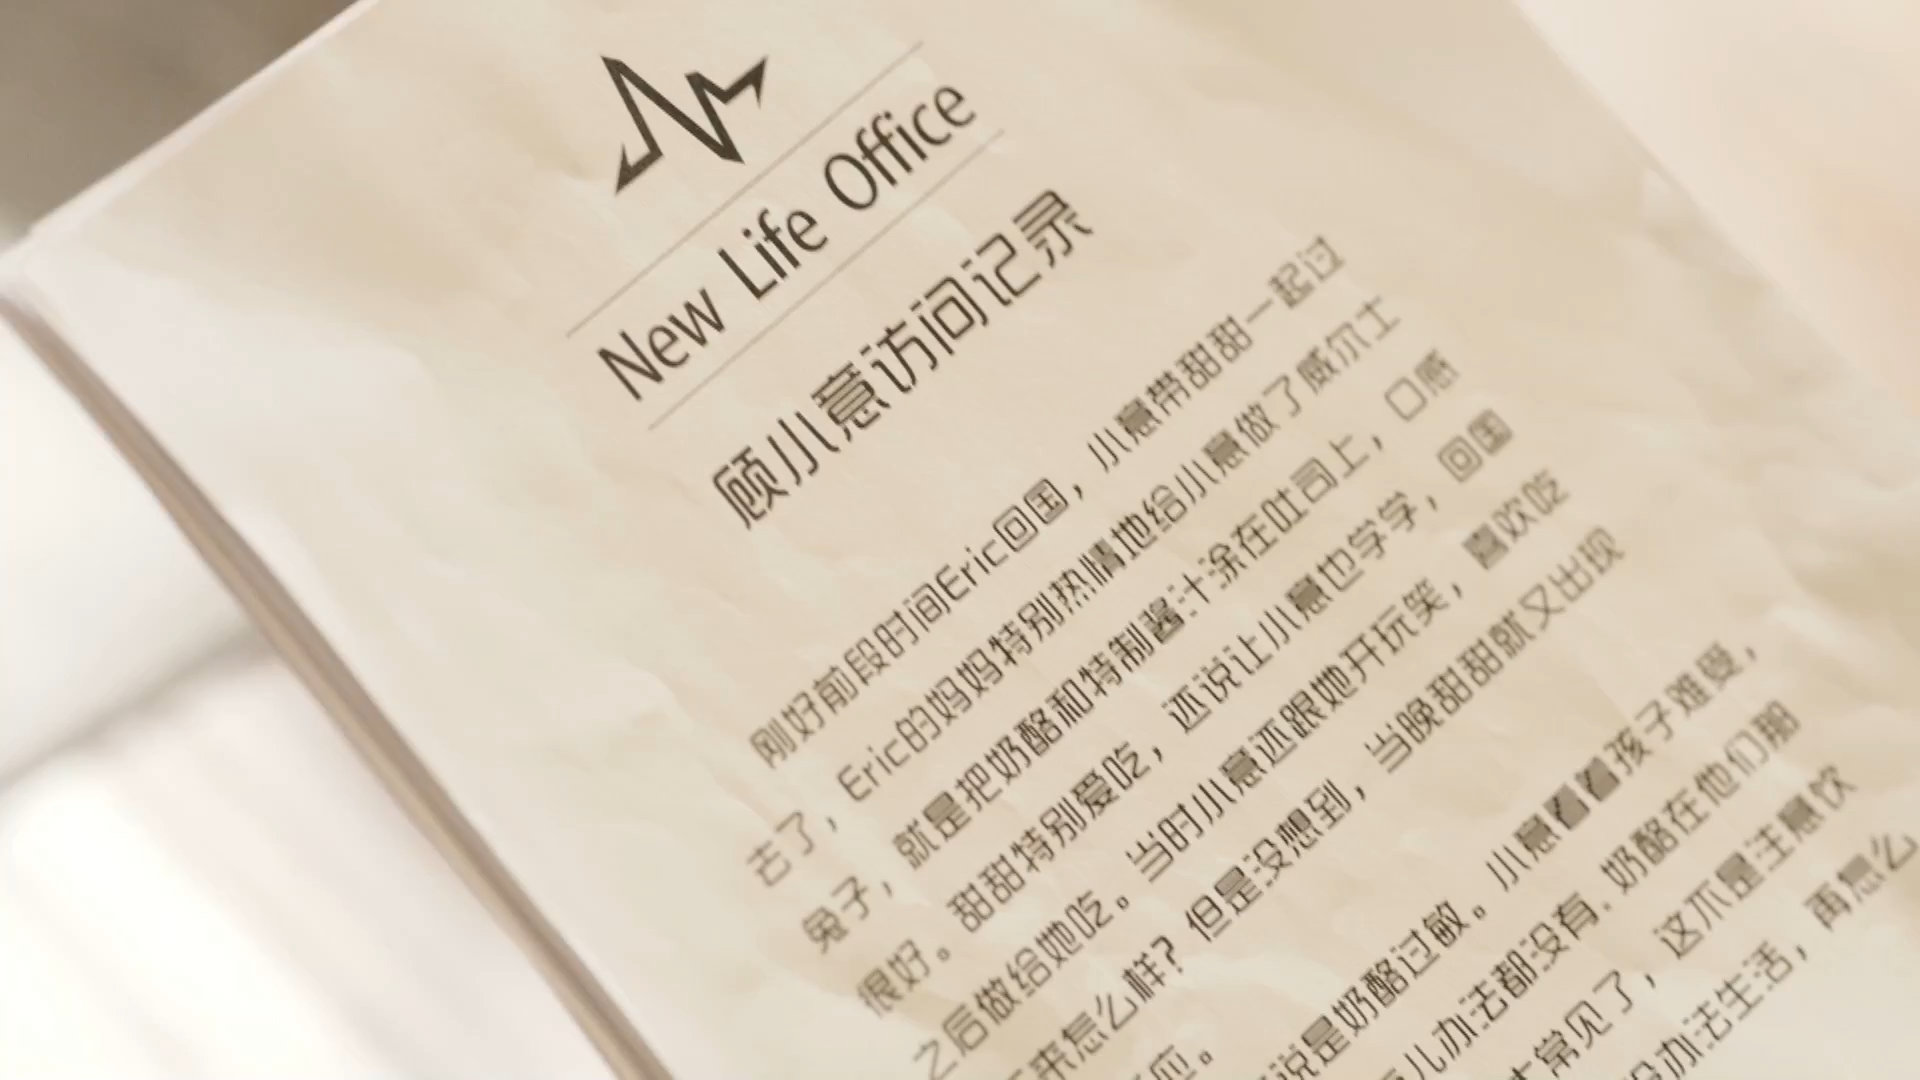 New Life Office
顾小意访问记录
刚好前段时间Eric回国，小意带甜甜一起过
去了，Eric的妈妈特别热情地给小意做了威尔士
兔子，就是把奶酪和特制酱汁涂在吐司上，口感
很好。甜甜特别爱吃，还说让小意也学学，回国
之后做给她吃。当时小意还跟她开玩笑，喜欢吃
来怎么样？但是没想到，当晚甜甜就又出现
应。
说是奶酪过敏。小意看着孩子难受，
儿办法都没有，奶酪在他们那
常见了，这不是注意饮
办法生活，再怎么